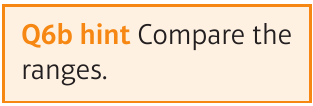 Q6b hint Compare the
ranges.